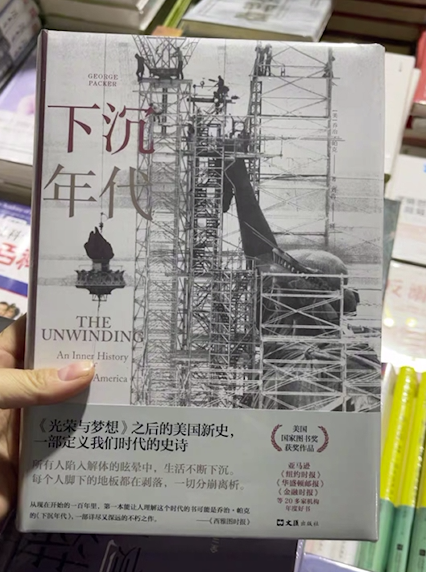 GEORGE
PACKER
下沉
年代
THE
UNWINDING
An Inner History
America
《光荣与梦想》之后的美国新史，
一部定义我们时代的史诗
所有人陷入解体的眩晕中，生活不断下沉。
每个人脚下的地板都在剥落，一切分崩离析。
从现在开始的一百年里，第一本能让人理解这个时代的书可能是乔治·帕克
的《下沉年代》，一部详尽又深远的不朽之作。
——《西雅图时报》
美国
国家图书奖
获奖作品
亚马逊
《纽约时报》
《华盛顿邮报》
《金融时报》
等20多家机构
年度好书
文汇出版社